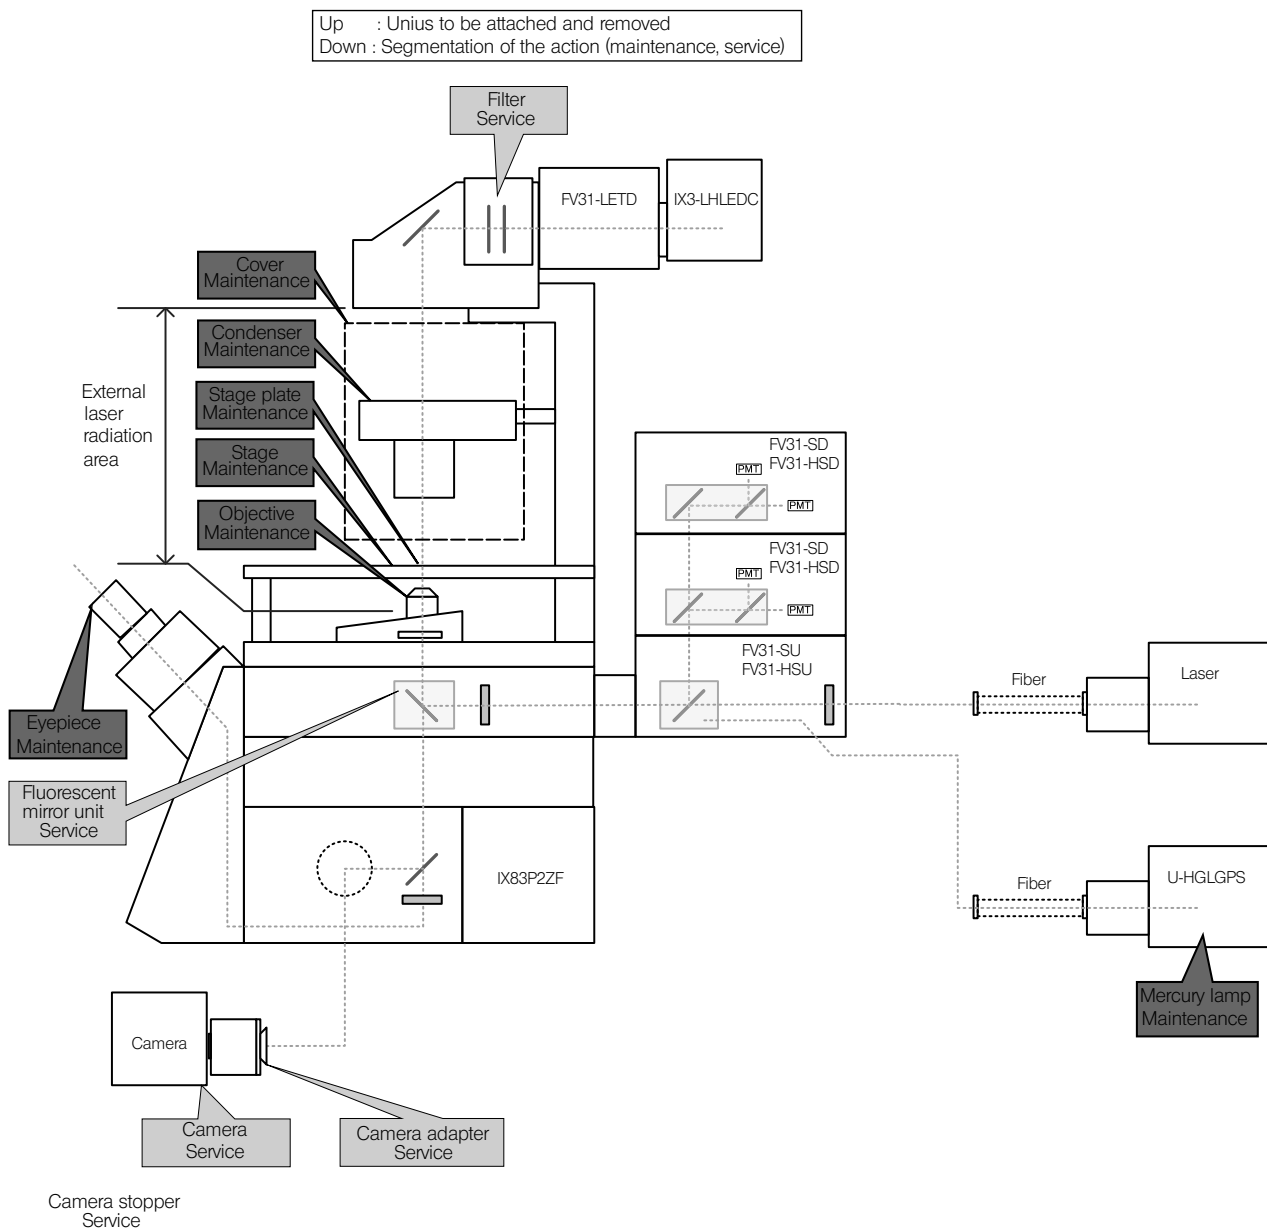 Up : Unius to be attached and removed
Down : Segmentation of the action (maintenance, service)
Filter
Service
FV31-LETD
IX3-LHLEDC
Cover
Maintenance
Condenser
Maintenance
Stage plate
Maintenance
Stage
Maintenance
Objective
Maintenance
External
laser
radiation
area
FV31-SD
FV31-HSD
PMT
PMT
FV31-SD
FV31-HSD
PMT
PMT
FV31-SU
FV31-HSU
Fiber
Laser
Eyepiece
Maintenance
Fluorescent
mirror unit
Service
IX83P2ZF
Fiber
U-HGLGPS
Mercury lamp
Maintenance
Camera
Camera
Service
Camera adapter
Service
Camera stopper
Service